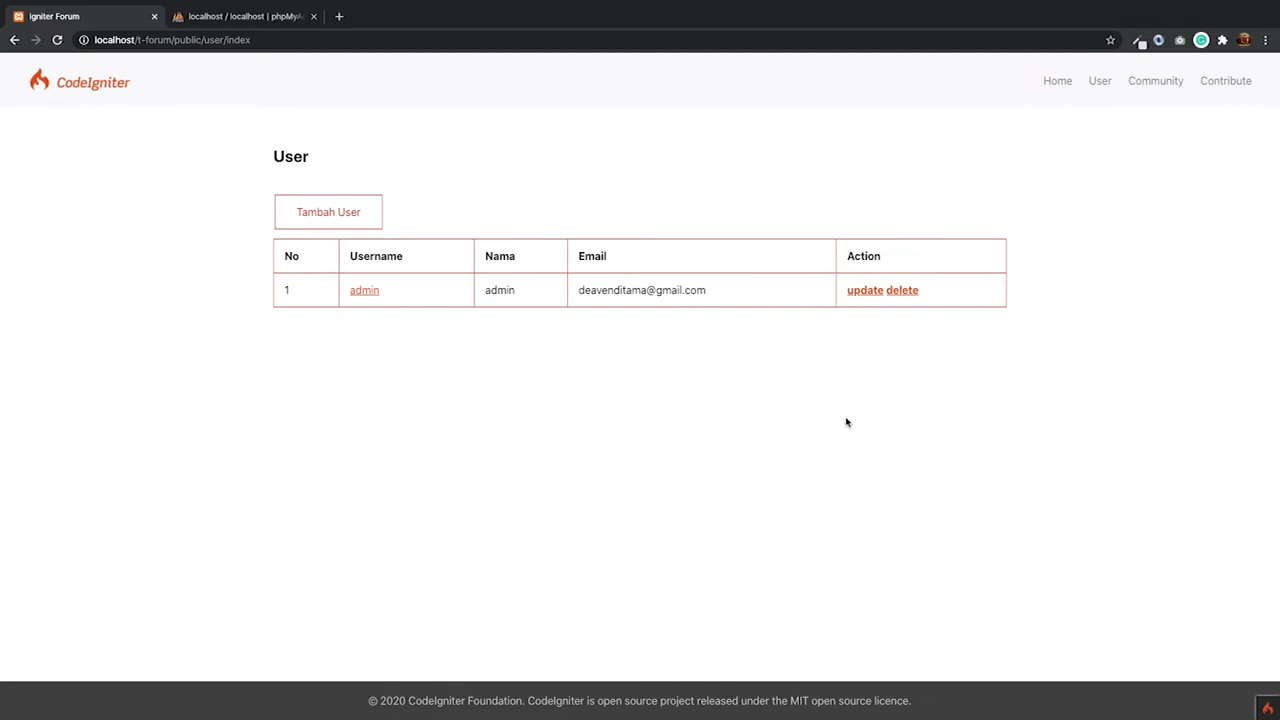 Igniter Forum
localhost / localhost | phpMyA
localhost/t-forum/public/user/index
CodeIgniter
Home User Community Contribute
User
Tambah User
No Username Nama Email Action
1 admin admin deavenditama@gmail.com update delete
© 2020 CodeIgniter Foundation. CodeIgniter is open source project released under the MIT open source licence.